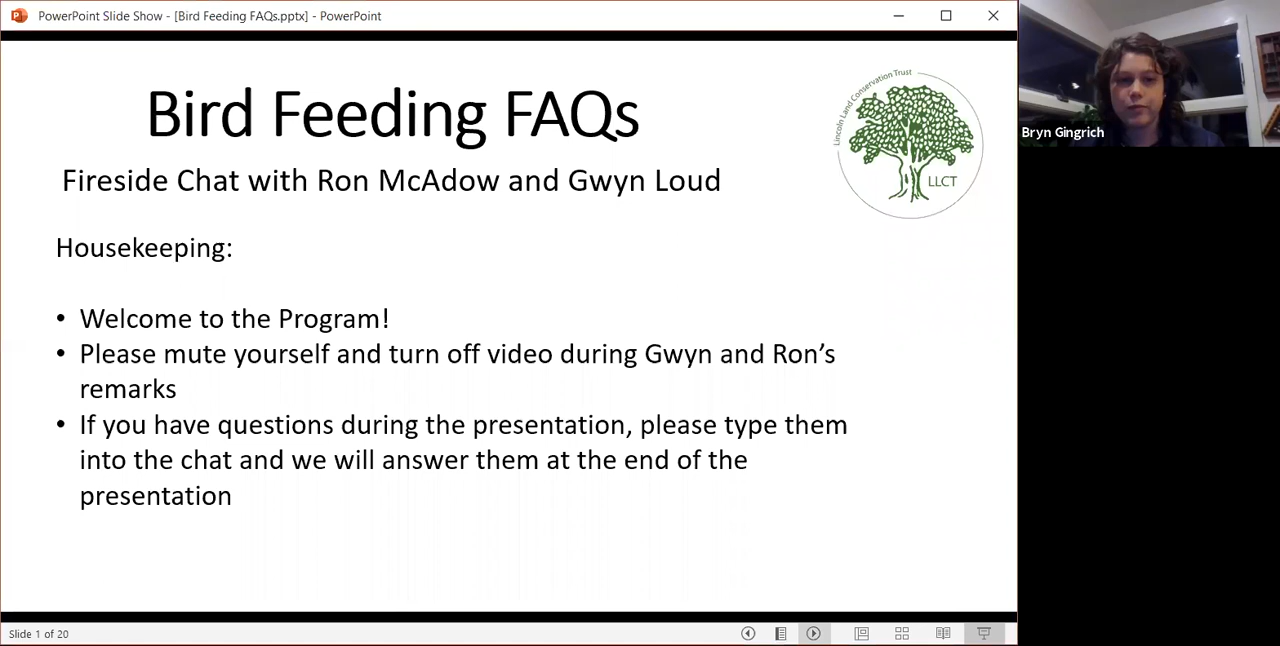 PowerPoint Slide Show - [Bird Feeding FAQs.pptx] - PowerPoint
Bird Feeding FAQs
Fireside Chat with Ron McAdow and Gwyn Loud
Lincoln Land Conservation Trust
LLCT
Bryn Gingrich
Housekeeping:
• Welcome to the Program!
• Please mute yourself and turn off video during Gwyn and Ron’s
remarks
• If you have questions during the presentation, please type them
into the chat and we will answer them at the end of the
presentation
Slide 1 of 20